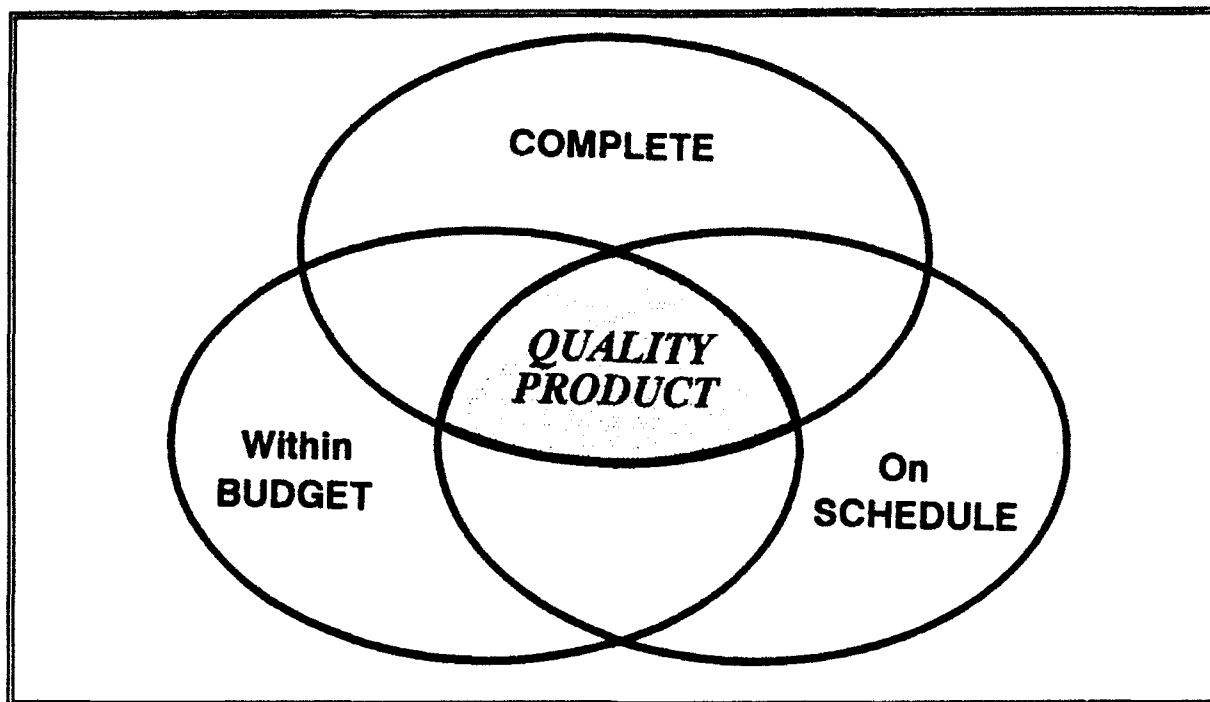 COMPLETE
QUALITY
PRODUCT
Within
BUDGET
On
SCHEDULE